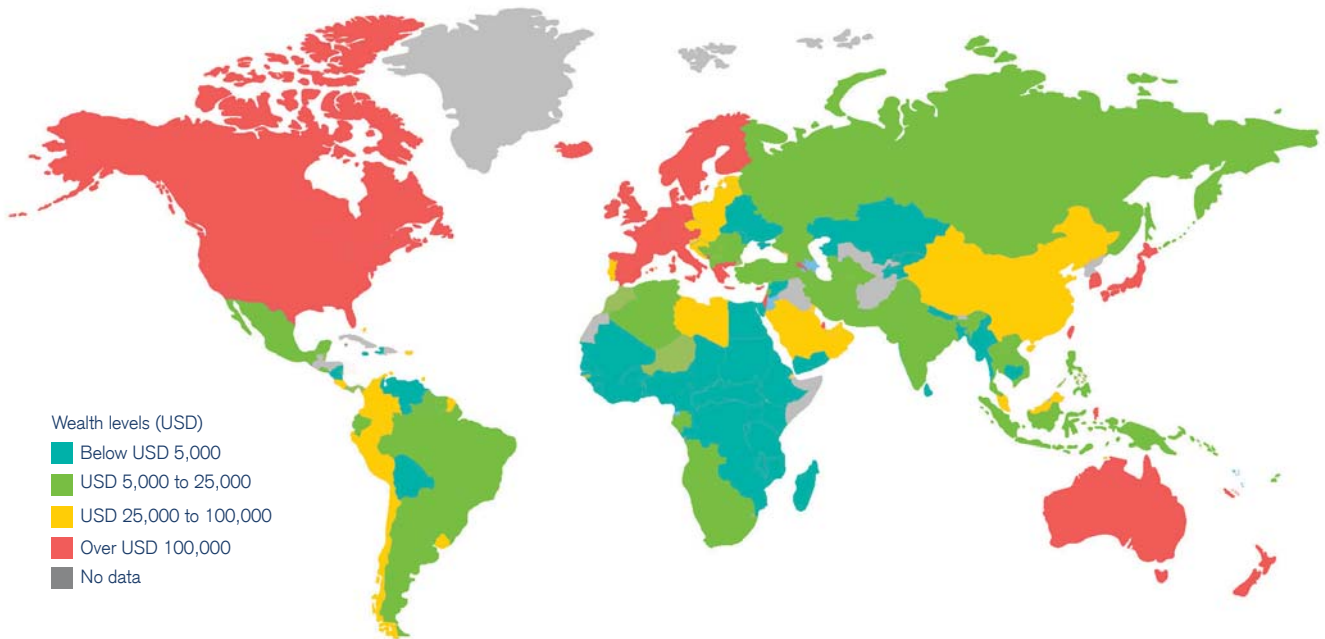 Wealth levels (USD)
Below USD 5,000
USD 5,000 to 25,000
USD 25,000 to 100,000
Over USD 100,000
No data